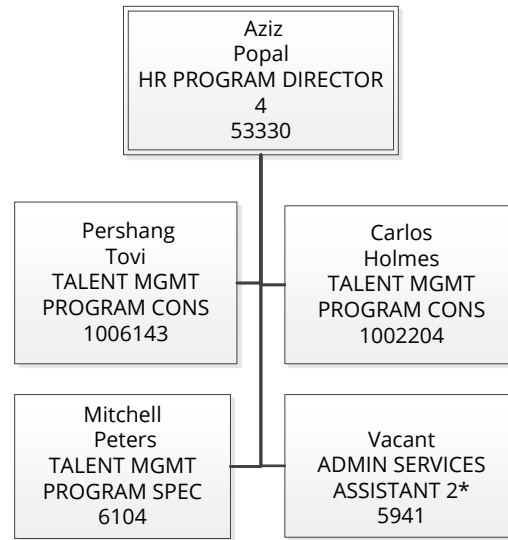 Aziz
Popal
HR PROGRAM DIRECTOR
4
53330
Pershang
Tovi
TALENT MGMT
PROGRAM CONS
1006143
Carlos
Holmes
TALENT MGMT
PROGRAM CONS
1002204
Mitchell
Peters
TALENT MGMT
PROGRAM SPEC
6104
Vacant
ADMIN SERVICES
ASSISTANT 2*
5941